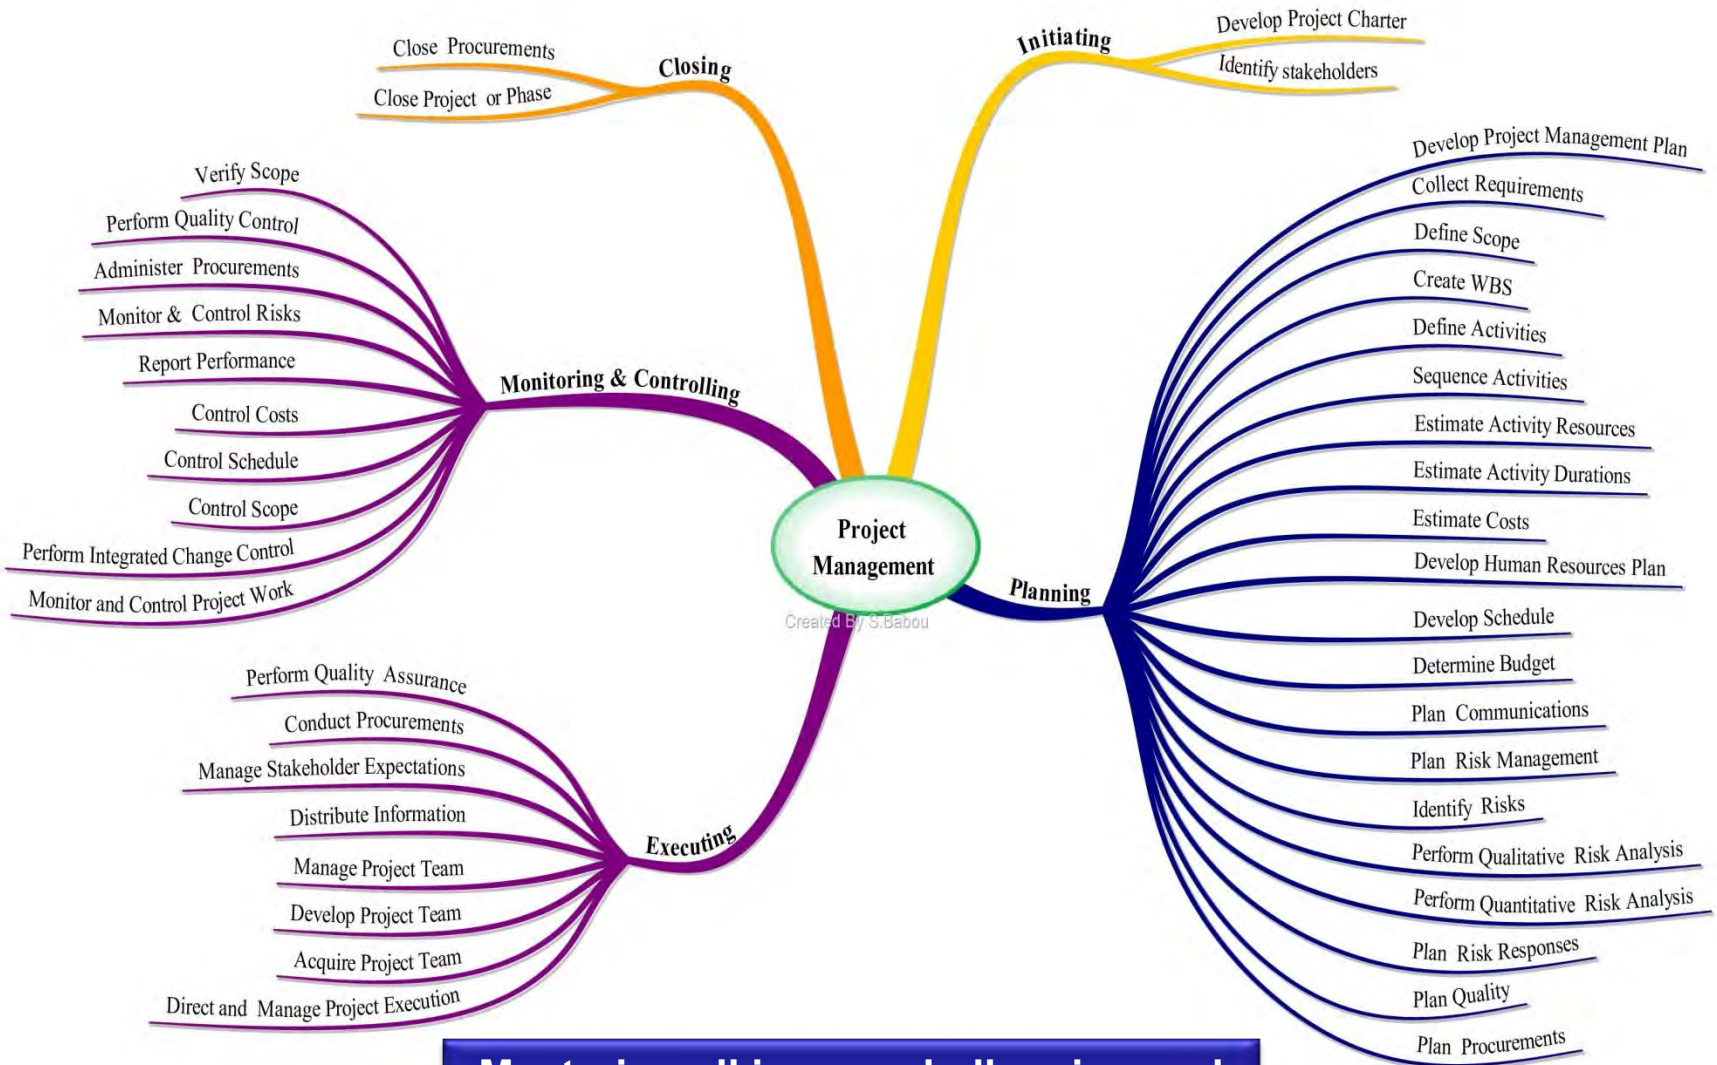 Project
Management
Created By S.Babou
Initiating
Develop Project Charter
Identify stakeholders
Planning
Develop Project Management Plan
Collect Requirements
Define Scope
Create WBS
Define Activities
Sequence Activities
Estimate Activity Resources
Estimate Activity Durations
Estimate Costs
Develop Human Resources Plan
Develop Schedule
Determine Budget
Plan Communications
Plan Risk Management
Identify Risks
Perform Qualitative Risk Analysis
Perform Quantitative Risk Analysis
Plan Risk Responses
Plan Quality
Plan Procurements
Executing
Perform Quality Assurance
Conduct Procurements
Manage Stakeholder Expectations
Distribute Information
Manage Project Team
Develop Project Team
Acquire Project Team
Direct and Manage Project Execution
Monitoring & Controlling
Verify Scope
Perform Quality Control
Administer Procurements
Monitor & Control Risks
Report Performance
Control Costs
Control Schedule
Control Scope
Perform Integrated Change Control
Monitor and Control Project Work
Closing
Close Procurements
Close Project or Phase